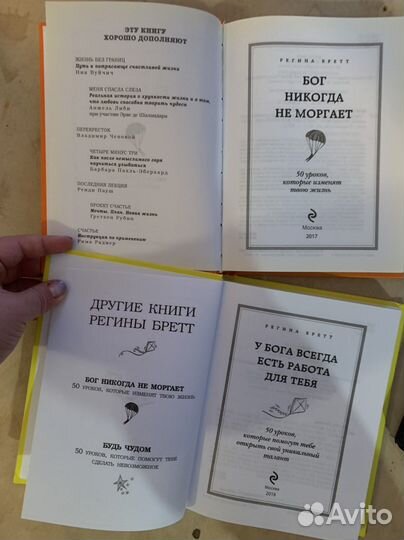 ЭТУ КНИГУ
ХОРОШО ДОПОЛНЯЮТ
ЖИЗНЬ БЕЗ ГРАНИЦ
Путь к потрясающе счастливой жизни
Ник Вуйчич
МЕНЯ СПАСЛА СЛЕЗА
Реальная история о хрупкости жизни и о том,
что любовь способна творить чудеса
Анжель Либи
при участии Эрве де Шаландара
ПЕРЕКРЕСТОК
Владимир Чеповой
ЧЕТЫРЕ МИНУС ТРИ
Как после немыслимого горя
научиться улыбаться
Барбара Пахль-Эберхарт
ПОСЛЕДНЯЯ ЛЕКЦИЯ
Рэнди Пауш
ПРОЕКТ СЧАСТЬЕ
Мечты. План. Новая жизнь
Гретхен Рубин
СЧАСТЬЕ
Инструкция по применению
РЕГИНА БРЕТТ
БОГ
НИКОГДА
НЕ МОРГАЕТ
50 уроков,
которые изменят
твою жизнь
Москва
2017
ДРУГИЕ КНИГИ
РЕГИНЫ БРЕТТ
БОГ НИКОГДА НЕ МОРГАЕТ
50 УРОКОВ, КОТОРЫЕ ИЗМЕНЯТ ТВОЮ ЖИЗНЬ
БУДЬ ЧУДОМ
50 УРОКОВ, КОТОРЫЕ ПОМОГУТ ТЕБЕ
СДЕЛАТЬ НЕВОЗМОЖНОЕ
РЕГИНА БРЕТТ
У БОГА ВСЕГДА
ЕСТЬ РАБОТА
ДЛЯ ТЕБЯ
50 уроков,
которые помогут тебе
открыть свой уникальный
талант
Москва
Avito